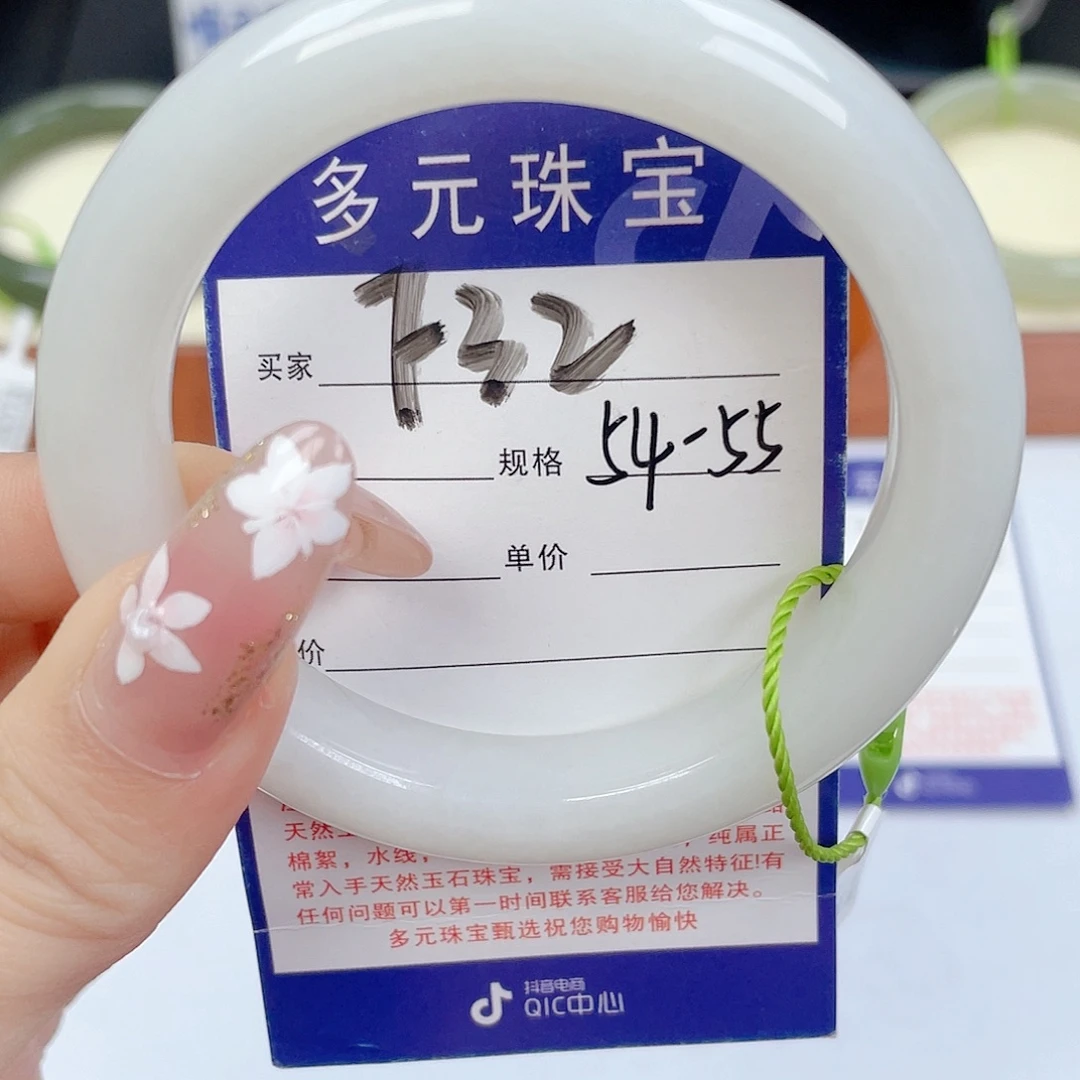 多元珠宝
买家 F32
规格 54-55
单价
价
天然
纯属正
棉絮，水线，
常入手天然玉石珠宝，需接受大自然特征!有
任何问题可以第一时间联系客服给您解决。
多元珠宝甄选祝您购物愉快
抖音电商
QIC中心